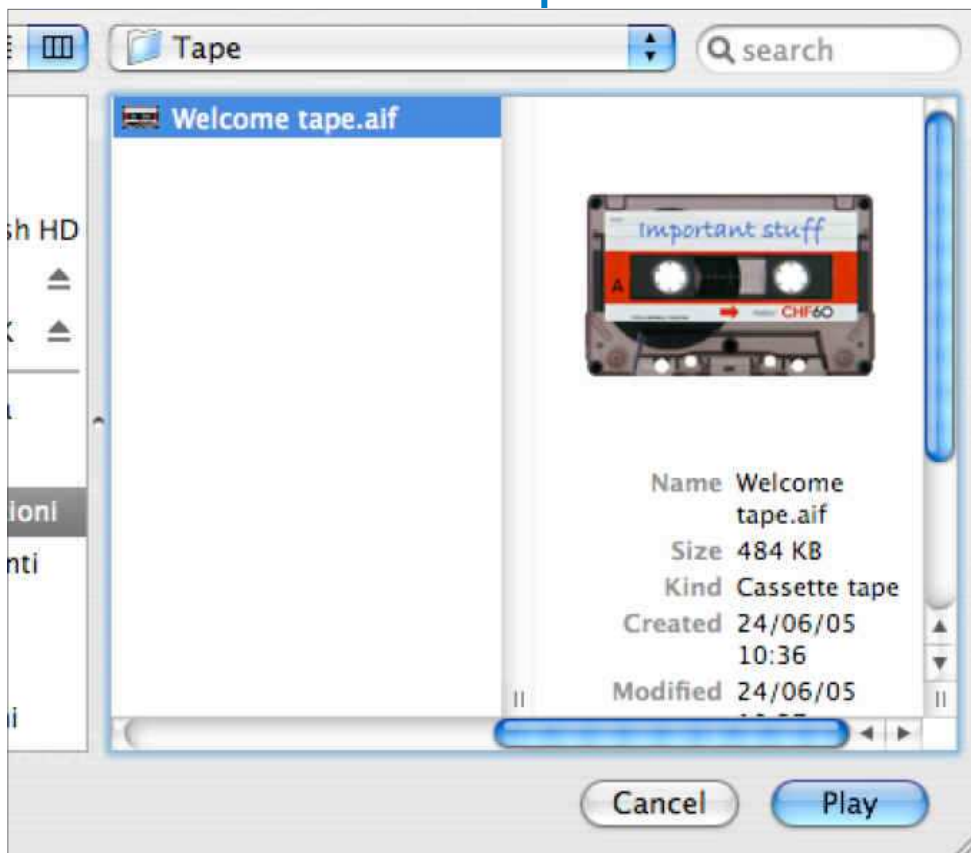 Tape
search
Welcome tape.aif
sh HD
ioni
nti
Important stuff
A
CHF60
Name Welcome
tape.aif
Size 484 KB
Kind Cassette tape
Created 24/06/05
10:36
Modified 24/06/05
Cancel
Play